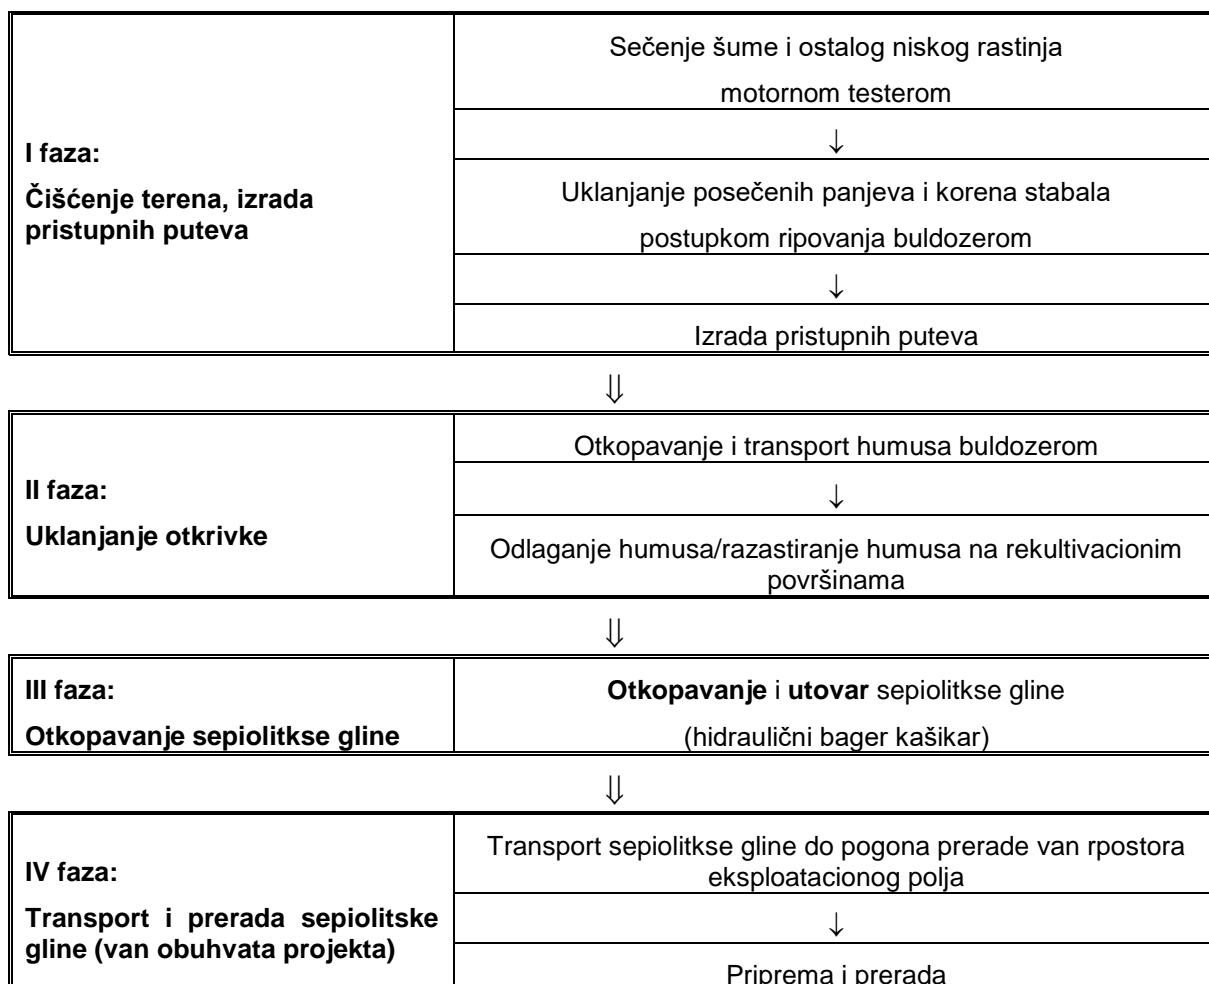 I faza:
Čišćenje terena, izrada
pristupnih puteva
Sečenje šume i ostalog niskog rastinja
motornom testerom
↓
Uklanjanje posečenih panjeva i korena stabala
postupkom ripovanja buldozerom
↓
Izrada pristupnih puteva
⇓
II faza:
Uklanjanje otkrivke
Otkopavanje i transport humusa buldozerom
↓
Odlaganje humusa/razastiranje humusa na rekultivacionim
površinama
⇓
III faza:
Otkopavanje sepiolitkse gline
Otkopavanje i utovar sepiolitkse gline
(hidraulični bager kašikar)
⇓
IV faza:
Transport i prerada sepiolitske
gline (van obuhvata projekta)
Transport sepiolitkse gline do pogona prerade van rpostora
eksploatacionog polja
↓
Priprema i prerada